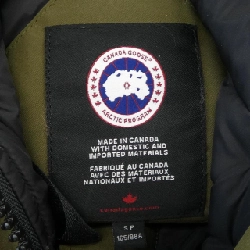 CANADA GOOSE
ARCTIC PROGRAM
MADE IN CANADA
WITH DOMESTIC AND
IMPORTED MATERIALS
FABRIQUÉ AU CANADA
AVEC DES MATÉRIAUX
NATIONAUX ET IMPORTÉS